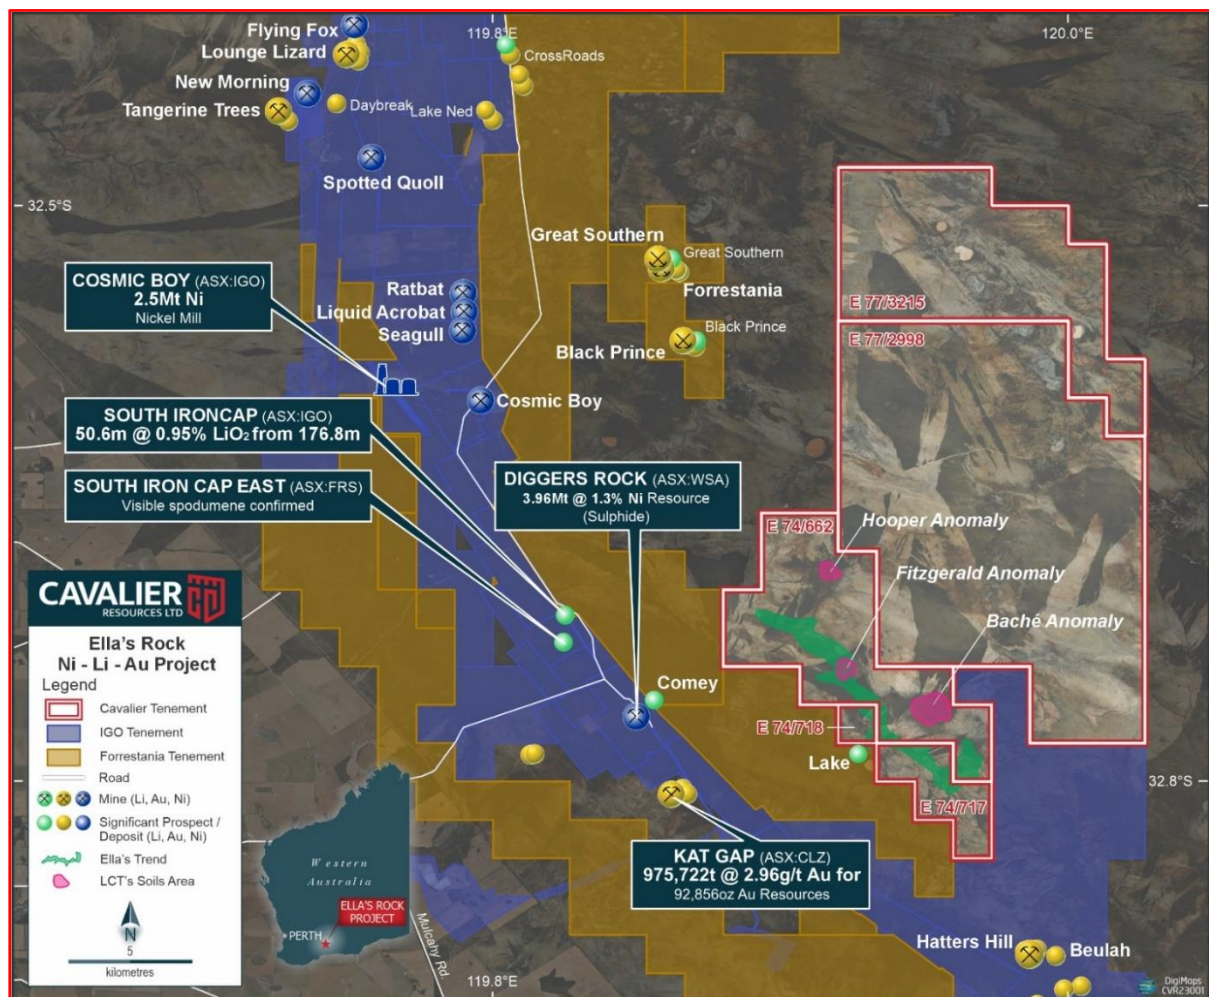 Flying Fox
119.8°E
120.0°E
Lounge Lizard
CrossRoads
New Morning
Daybreak
Lake Ned
Tangerine Trees
Spotted Quoll
32.5°S
Great Southern
Great Southern
Forrestania
COSMIC BOY (ASX:IGO)
2.5Mt Ni
Nickel Mill
Ratbat
Liquid Acrobat
Seagull
E 77/3215
E 77/2998
Black Prince
Black Prince
Cosmic Boy
SOUTH IRONCAP (ASX:IGO)
50.6m @ 0.95% LiO₂ from 176.8m
SOUTH IRON CAP EAST (ASX:FRS)
Visible spodumene confirmed
DIGGERS ROCK (ASX:WSA)
3.96Mt @ 1.3% Ni Resource
(Sulphide)
E 74/662
Hooper Anomaly
Fitzgerald Anomaly
Baché Anomaly
Comey
E 74/718
Lake
32.8°S
E 74/717
KAT GAP (ASX:CLZ)
975,722t @ 2.96g/t Au for
92,856oz Au Resources
Hatters Hill
Beulah
CAVALIER
RESOURCES LTD
Ella's Rock
Ni - Li - Au Project
Legend
Cavalier Tenement
IGO Tenement
Forrestania Tenement
Road
Mine (Li, Au, Ni)
Significant Prospect /
Deposit (Li, Au, Ni)
Ella's Trend
LCT's Soils Area
N
5
kilometres
Western
Australia
ELLA'S ROCK
PROJECT
PERTH
Mulcahy Rd.
119.8°E
DigiMaps
CVR23001